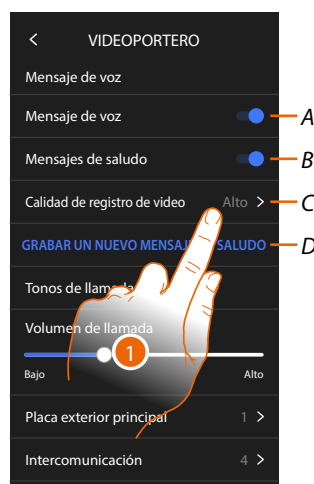 < VIDEOPORTERO
Mensaje de voz
Mensaje de voz A
Mensajes de saludo B
Calidad de registro de video Alto > C
GRABAR UN NUEVO MENSAJE SALUDO D
Tonos de llamada
Volumen de llamada
1
Bajo Alto
Placa exterior principal 1 >
Intercomunicación 4 >